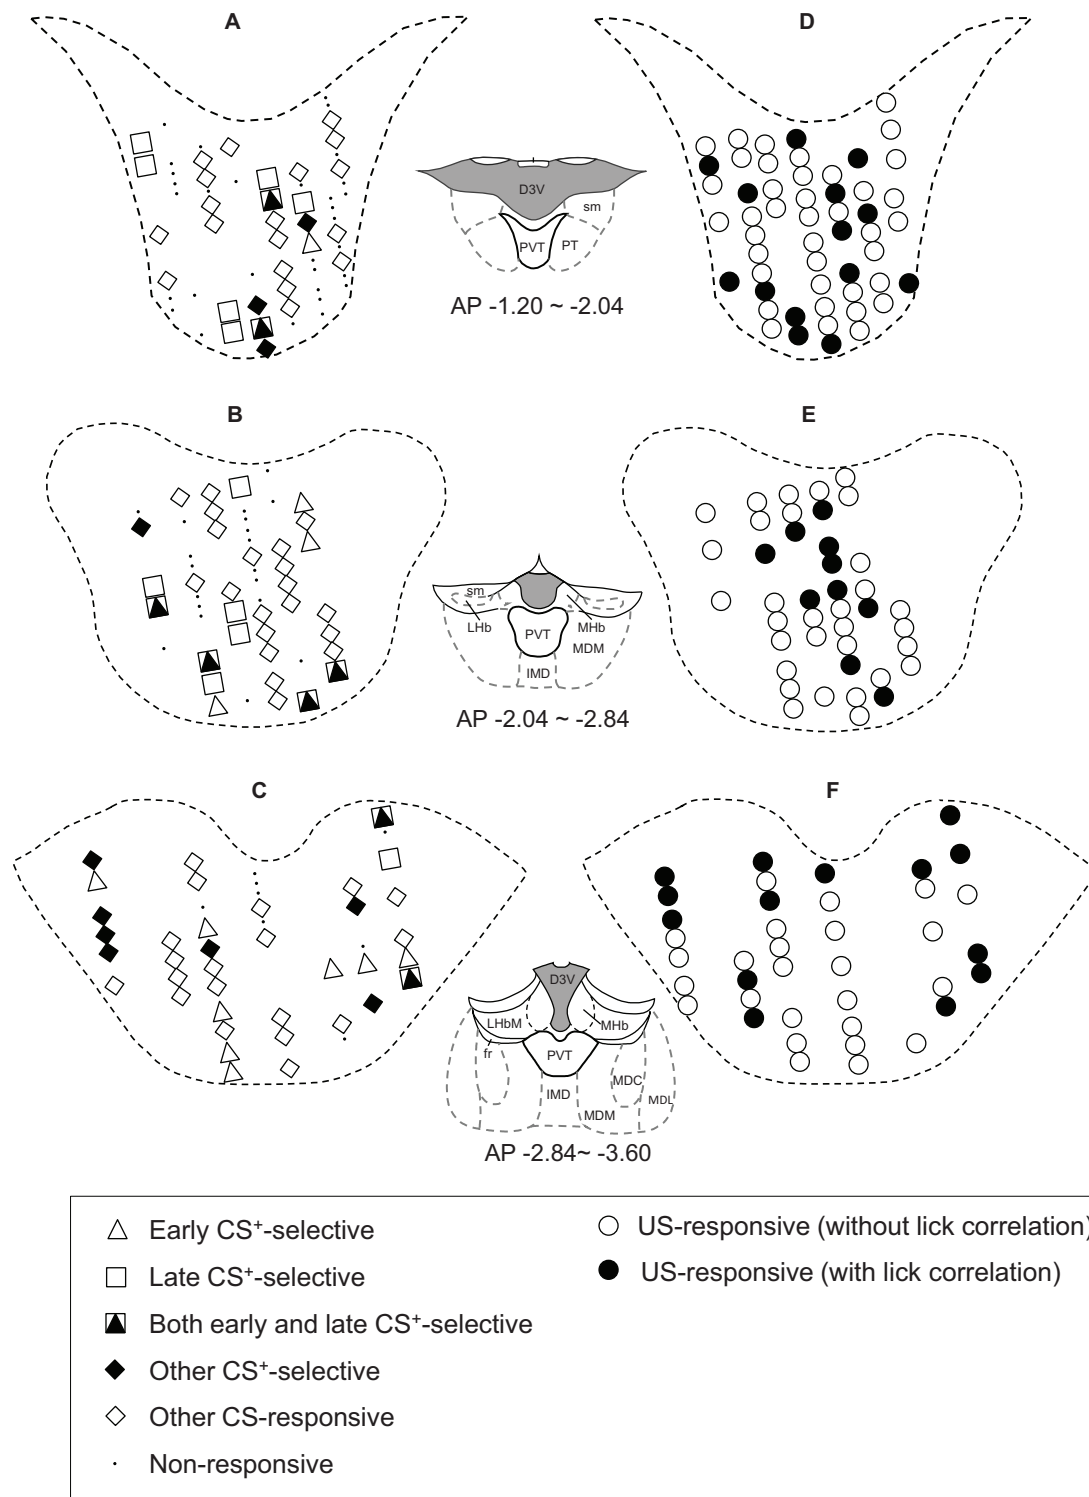 A
D
D3V
sm
PVT
PT
AP -1.20 ~ -2.04
B
E
sm
LHb
PVT
MHb
MDM
IMD
AP -2.04 ~ -2.84
C
F
D3V
LHbM
MHb
fr
PVT
IMD
MDC
MDL
MDM
AP -2.84~ -3.60
Early CS+-selective
Late CS+-selective
Both early and late CS+-selective
Other CS+-selective
Other CS-responsive
Non-responsive
US-responsive (without lick correlation)
US-responsive (with lick correlation)